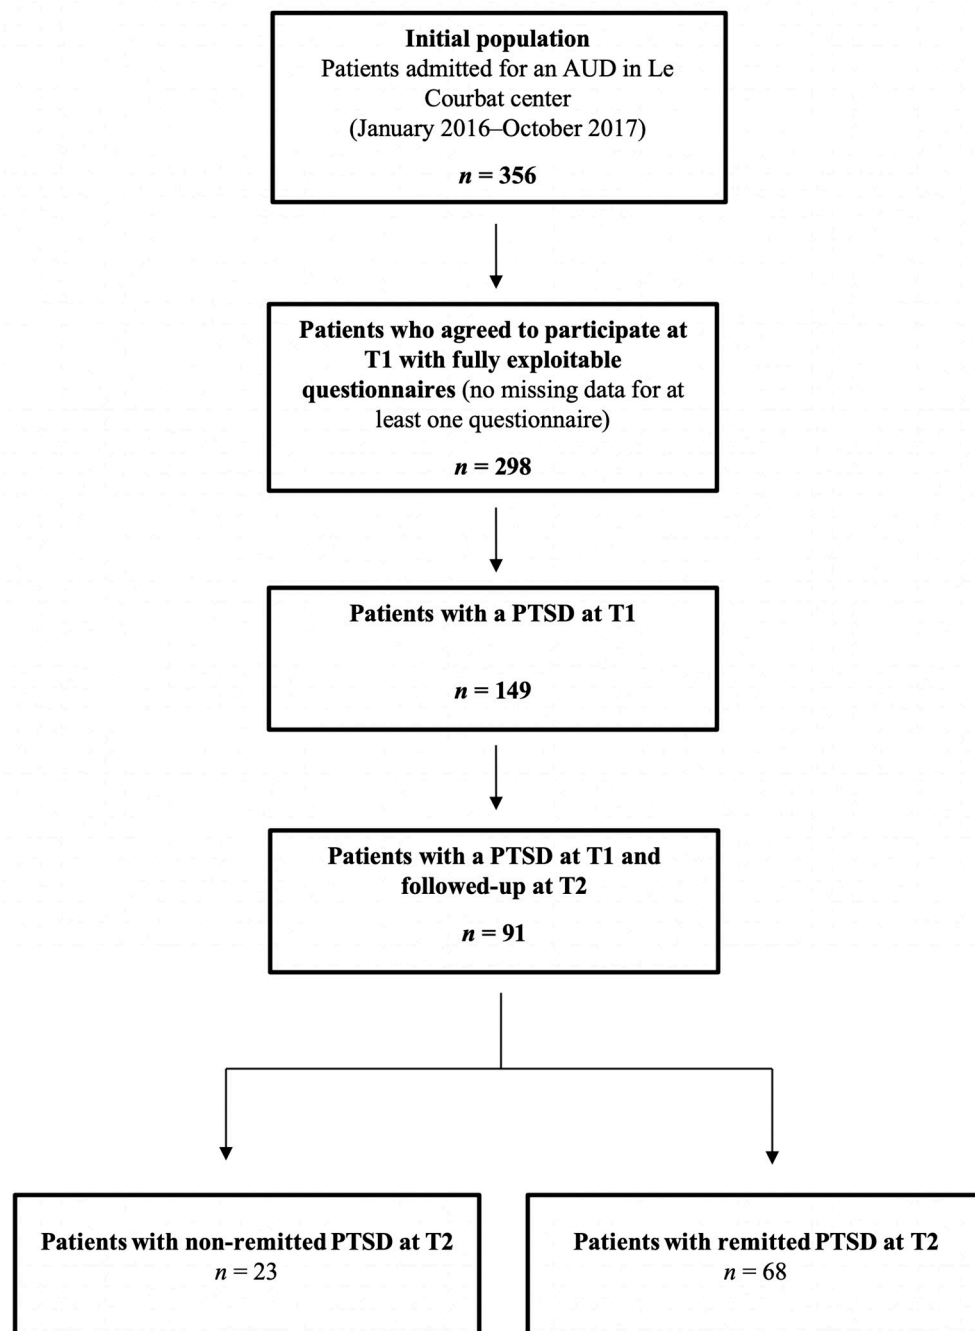 Initial population
Patients admitted for an AUD in Le
Courbat center
(January 2016–October 2017)
n = 356
Patients who agreed to participate at
T1 with fully exploitable
questionnaires (no missing data for at
least one questionnaire)
n = 298
Patients with a PTSD at T1
n = 149
Patients with a PTSD at T1 and
followed-up at T2
n = 91
Patients with non-remitted PTSD at T2
n = 23
Patients with remitted PTSD at T2
n = 68